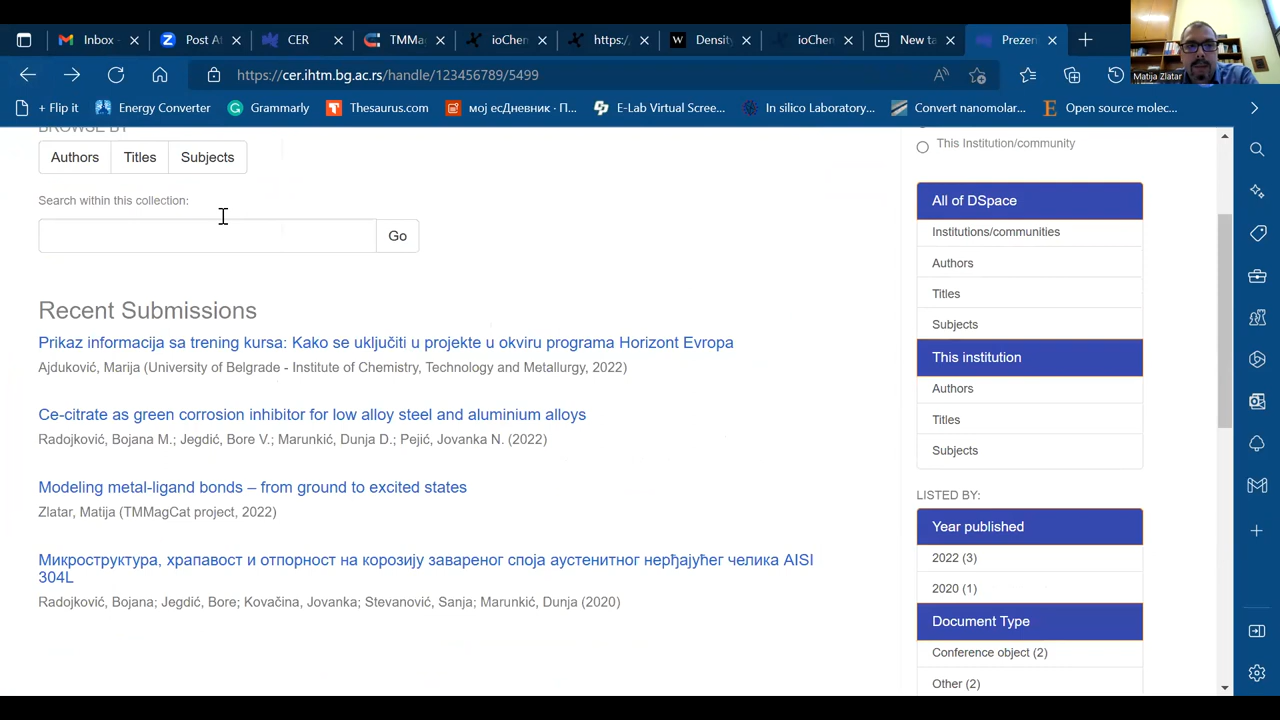 Inbox -
Post Af
CER
TMMag
ioChem
https:/
Density
ioChem
New ta
Prezen
Matija Zlatar
https://cer.ihtm.bg.ac.rs/handle/123456789/5499
+ Flip it
Energy Converter
Grammarly
Thesaurus.com
мој есДневник - П...
E-Lab Virtual Scree...
In silico Laboratory...
Convert nanomolar...
Open source molec...
BROWSE BY
Authors
Titles
Subjects
Search within this collection:
Go
Recent Submissions
Prikaz informacija sa trening kursa: Kako se uključiti u projekte u okviru programa Horizont Evropa
Ajduković, Marija (University of Belgrade - Institute of Chemistry, Technology and Metallurgy, 2022)
Ce-citrate as green corrosion inhibitor for low alloy steel and aluminium alloys
Radojković, Bojana M.; Jegdić, Bore V.; Marunkić, Dunja D.; Pejić, Jovanka N. (2022)
Modeling metal-ligand bonds – from ground to excited states
Zlatar, Matija (TMMagCat project, 2022)
Микроструктура, храпавост и отпорност на корозију завареног споја аустенитног нерђајућег челика AISI
304L
Radojković, Bojana; Jegdić, Bore; Kovačina, Jovanka; Stevanović, Sanja; Marunkić, Dunja (2020)
This Institution/community
All of DSpace
Institutions/communities
Authors
Titles
Subjects
This institution
Authors
Titles
Subjects
LISTED BY:
Year published
2022 (3)
2020 (1)
Document Type
Conference object (2)
Other (2)